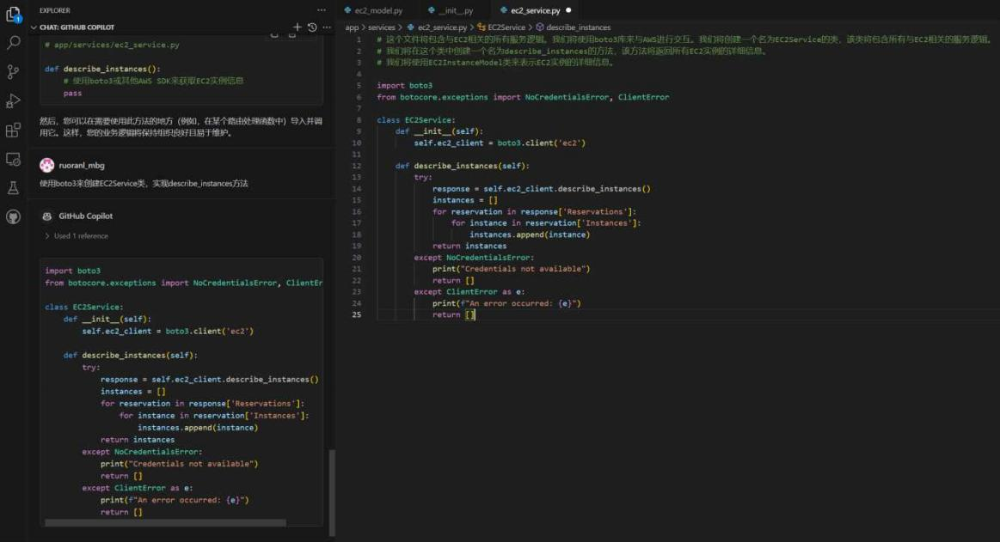 EXPLORER
CHAT: GITHUB COPILOT
# app/services/ec2_service.py
def describe_instances():
# 使用boto3或其他AWS SDK来获取EC2实例信息
pass
然后，您可以在需要使用此方法的地方（例如，在某个路由处理函数中）导入并调
用它。这样，您的业务逻辑将保持组织良好且易于维护。
ruoranl_mbg
使用boto3来创建EC2Service类，实现describe_instances方法
GitHub Copilot
Used 1 reference
import boto3
from botocore.exceptions import NoCredentialsError, ClientEr
class EC2Service:
def __init__(self):
self.ec2_client = boto3.client('ec2')
def describe_instances(self):
try:
response = self.ec2_client.describe_instances()
instances = []
for reservation in response['Reservations']:
for instance in reservation['Instances']:
instances.append(instance)
return instances
except NoCredentialsError:
print("Credentials not available")
return []
except ClientError as e:
print(f"An error occurred: {e}")
return []
ec2_model.py __init__.py ec2_service.py
app > services > ec2_service.py > EC2Service > describe_instances
1 # 这个文件将包含与EC2相关的所有服务逻辑。我们将使用boto3库来与AWS进行交互。我们将创建一个名为EC2Service的类，该类将包含所有与EC2相关的服务逻辑。
2 # 我们将在这个类中创建一个名为describe_instances的方法，该方法将返回所有EC2实例的详细信息。
3 # 我们将使用EC2InstanceModel类来表示EC2实例的详细信息。
4
5 import boto3
6 from botocore.exceptions import NoCredentialsError, ClientError
7
8 class EC2Service:
9 def __init__(self):
10 self.ec2_client = boto3.client('ec2')
11
12 def describe_instances(self):
13 try:
14 response = self.ec2_client.describe_instances()
15 instances = []
16 for reservation in response['Reservations']:
17 for instance in reservation['Instances']:
18 instances.append(instance)
19 return instances
20 except NoCredentialsError:
21 print("Credentials not available")
22 return []
23 except ClientError as e:
24 print(f"An error occurred: {e}")
25 return []